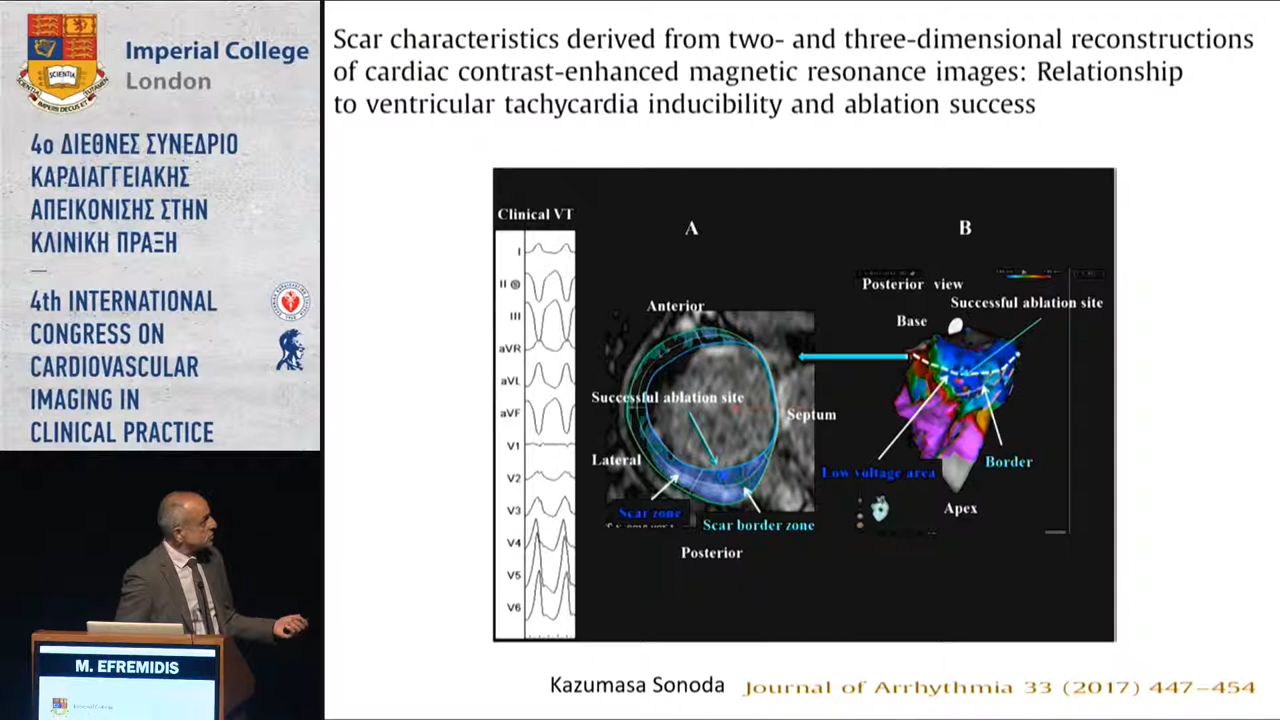 Imperial College
London
SCIENTIA
4ο ΔΙΕΘΝΕΣ ΣΥΝΕΔΡΙΟ
ΚΑΡΔΙΑΓΓΕΙΑΚΗΣ
ΑΠΕΙΚΟΝΙΣΗΣ ΣΤΗΝ
ΚΛΙΝΙΚΗ ΠΡΑΞΗ
4th INTERNATIONAL
CONGRESS ON
CARDIOVASCULAR
IMAGING IN
CLINICAL PRACTICE
M. EFREMIDIS
Scar characteristics derived from two- and three-dimensional reconstructions
of cardiac contrast-enhanced magnetic resonance images: Relationship
to ventricular tachycardia inducibility and ablation success
Clinical VT
I
II
III
aVR
aVL
aVF
V1
V2
V3
V4
V5
V6
A
Anterior
Successful ablation site
Septum
Lateral
Scar zone
Scar border zone
Posterior
B
Posterior view
Successful ablation site
Base
Low voltage area
Border
Apex
Kazumasa Sonoda
Journal of Arrhythmia 33 (2017) 447–454